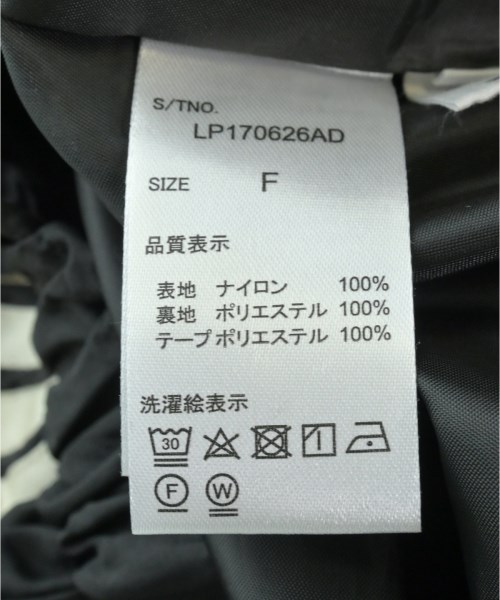 S/TNO.
LP170626AD
SIZE F
品質表示
表地 ナイロン 100%
裏地 ポリエステル 100%
テープ ポリエステル 100%
洗濯絵表示
30
F W